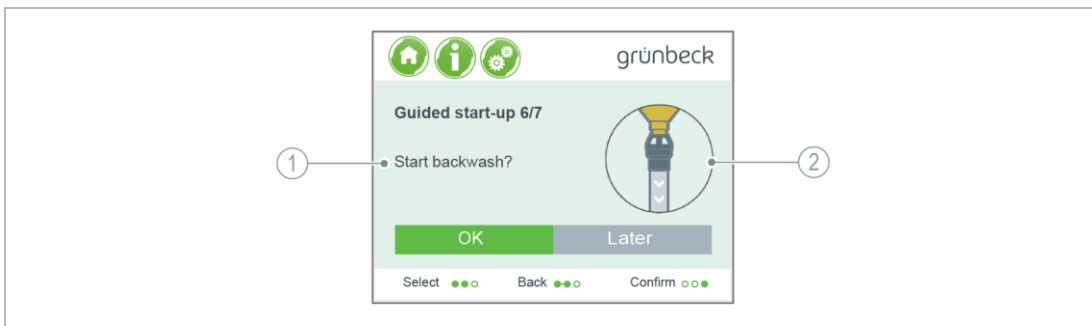 grünbeck
Guided start-up 6/7
1
Start backwash?
2
OK Later
Select Back Confirm